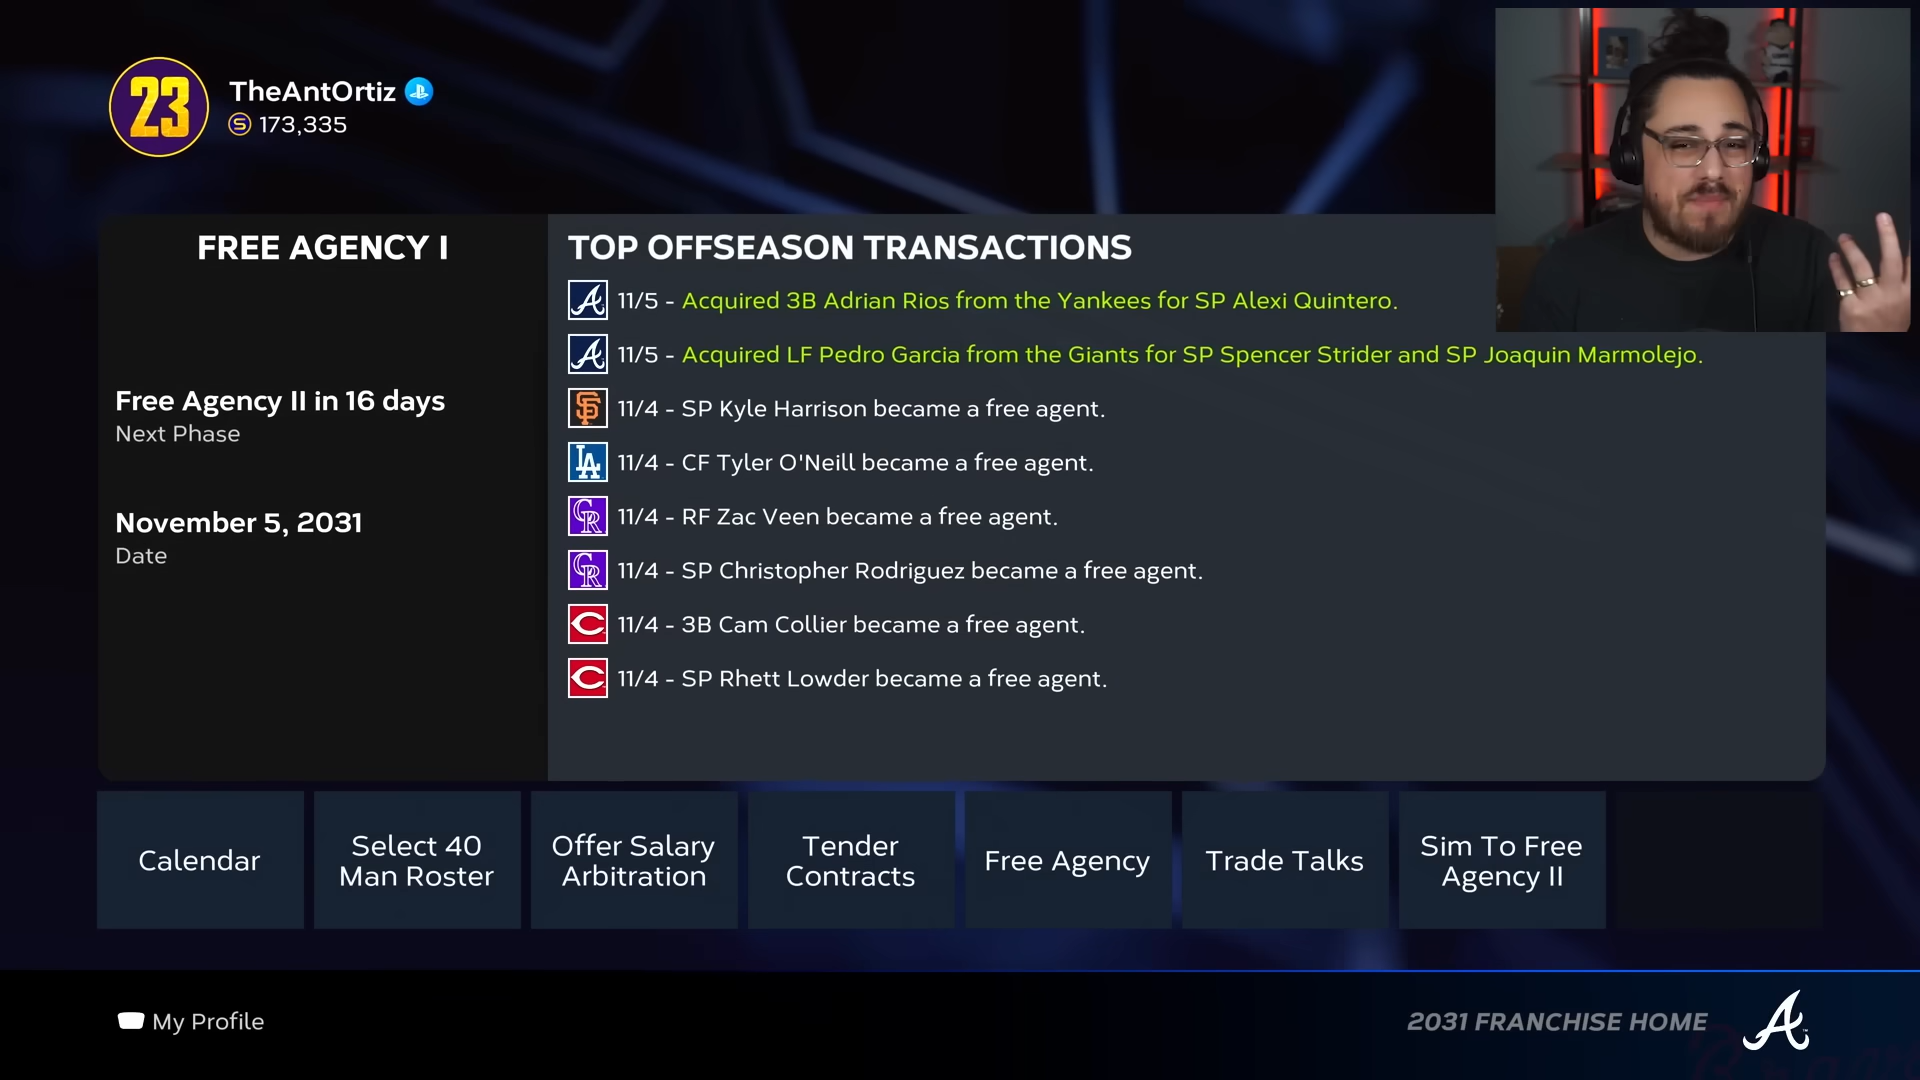 23
TheAntOrtiz
S 173,335
FREE AGENCY I
Free Agency II in 16 days
Next Phase
November 5, 2031
Date
TOP OFFSEASON TRANSACTIONS
A 11/5 - Acquired 3B Adrian Rios from the Yankees for SP Alexi Quintero.
A 11/5 - Acquired LF Pedro Garcia from the Giants for SP Spencer Strider and SP Joaquin Marmolejo.
SF 11/4 - SP Kyle Harrison became a free agent.
LA 11/4 - CF Tyler O'Neill became a free agent.
CR 11/4 - RF Zac Veen became a free agent.
CR 11/4 - SP Christopher Rodriguez became a free agent.
C 11/4 - 3B Cam Collier became a free agent.
C 11/4 - SP Rhett Lowder became a free agent.
Calendar
Select 40
Man Roster
Offer Salary
Arbitration
Tender
Contracts
Free Agency
Trade Talks
Sim To Free
Agency II
My Profile
2031 FRANCHISE HOME
A